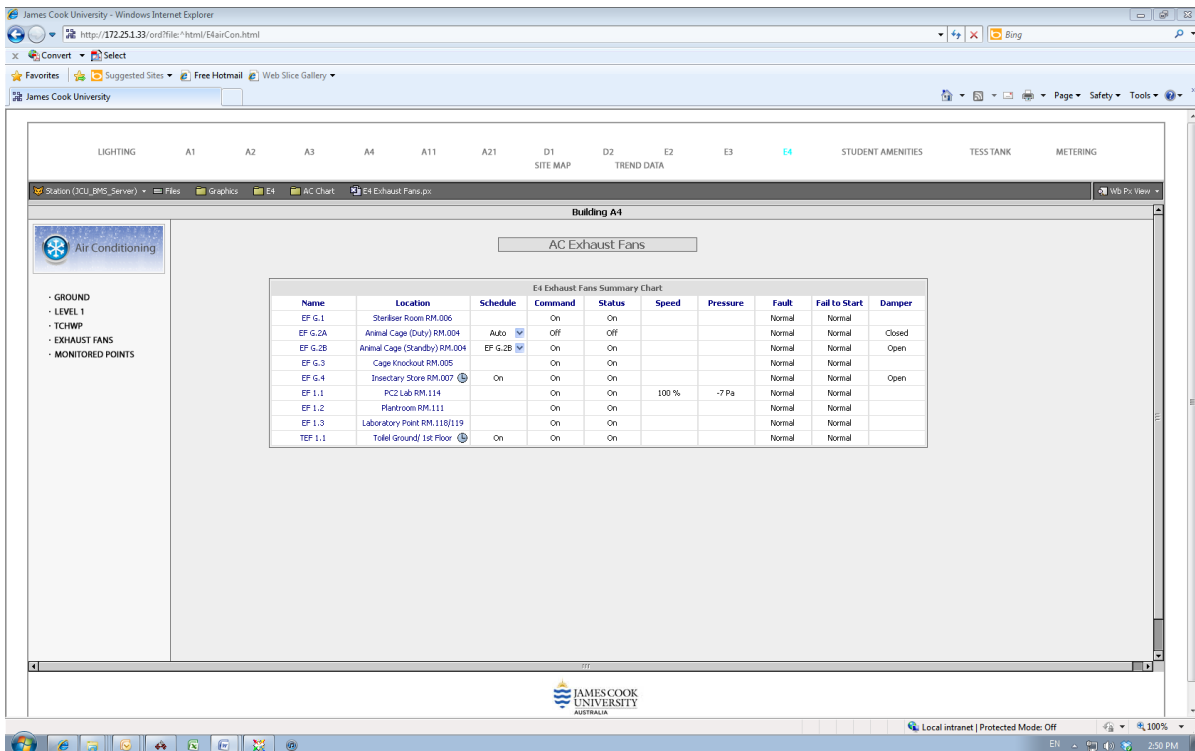 James Cook University - Windows Internet Explorer
http://172.25.1.33/ord?file:^html/E4airCon.html
Bing
x Convert Select
Favorites Suggested Sites Free Hotmail Web Slice Gallery
James Cook University Page Safety Tools
LIGHTING A1 A2 A3 A4 A11 A21 D1 D2 E2 E3 E4 STUDENT AMENITIES TESS TANK METERING
SITE MAP TREND DATA
Station (JCU_BMS_Server) Files Graphics E4 AC Chart E4 Exhaust Fans.px Wb Px View
Building A4
Air Conditioning
· GROUND
· LEVEL 1
· TCHWP
· EXHAUST FANS
· MONITORED POINTS
AC Exhaust Fans
E4 Exhaust Fans Summary Chart
Name Location Schedule Command Status Speed Pressure Fault Fail to Start Damper
EF G.1 Steriliser Room RM.006 On On Normal Normal
EF G.2A Animal Cage (Duty) RM.004 Auto Off Off Normal Normal Closed
EF G.2B Animal Cage (Standby) RM.004 EF G.2B On On Normal Normal Open
EF G.3 Cage Knockout RM.005 On On Normal Normal
EF G.4 Insectary Store RM.007 On On On Normal Normal Open
EF 1.1 PC2 Lab RM.114 On On 100 % -7 Pa Normal Normal
EF 1.2 Plantroom RM.111 On On Normal Normal
EF 1.3 Laboratory Point RM.118/119 On On Normal Normal
TEF 1.1 Toilel Ground/ 1st Floor On On On Normal Normal
JAMES COOK
UNIVERSITY
AUSTRALIA
Local intranet | Protected Mode: Off 100%
EN 2:50 PM